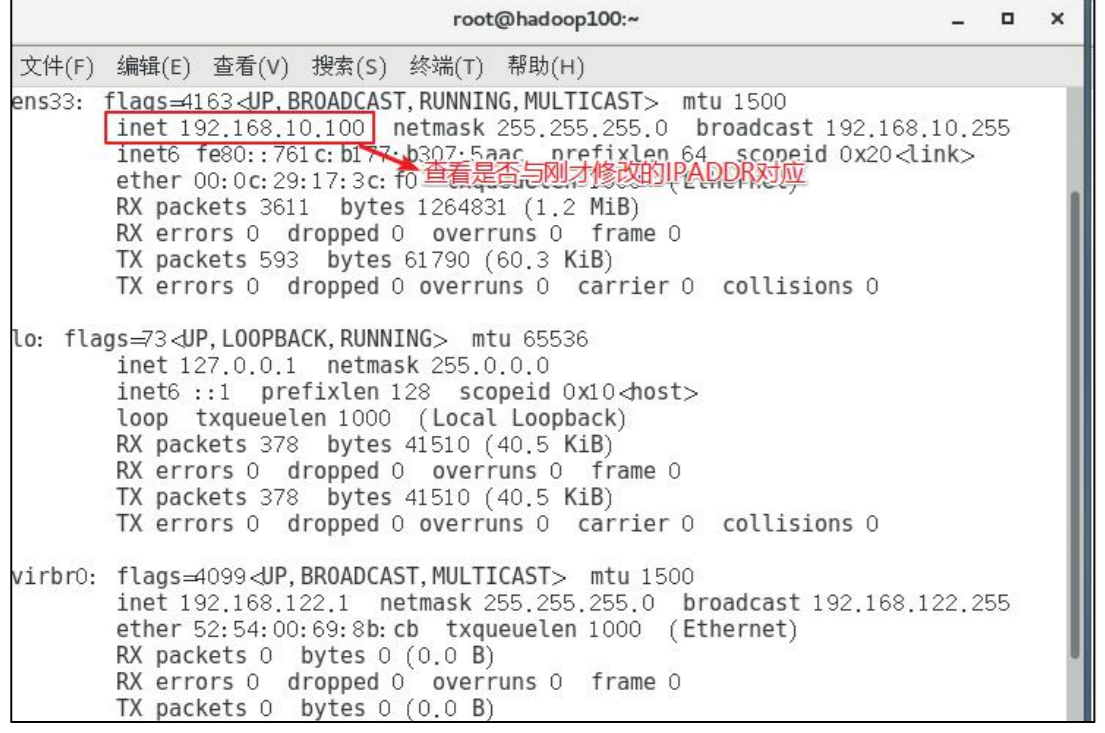 root@hadoop100:~
文件(F) 编辑(E) 查看(V) 搜索(S) 终端(T) 帮助(H)
ens33: flags=4163<UP,BROADCAST,RUNNING,MULTICAST> mtu 1500
inet 192.168.10.100 netmask 255.255.255.0 broadcast 192.168.10.255
inet6 fe80::761c:b177:b307:5aac prefixlen 64 scopeid 0x20<link>
查看是否与刚才修改的IPADDR对应
ether 00:0c:29:17:3c:f0 txqueuelen 1000 (Ethernet)
RX packets 3611 bytes 1264831 (1.2 MiB)
RX errors 0 dropped 0 overruns 0 frame 0
TX packets 593 bytes 61790 (60.3 KiB)
TX errors 0 dropped 0 overruns 0 carrier 0 collisions 0
lo: flags=73<UP,LOOPBACK,RUNNING> mtu 65536
inet 127.0.0.1 netmask 255.0.0.0
inet6 ::1 prefixlen 128 scopeid 0x10<host>
loop txqueuelen 1000 (Local Loopback)
RX packets 378 bytes 41510 (40.5 KiB)
RX errors 0 dropped 0 overruns 0 frame 0
TX packets 378 bytes 41510 (40.5 KiB)
TX errors 0 dropped 0 overruns 0 carrier 0 collisions 0
virbr0: flags=4099<UP,BROADCAST,MULTICAST> mtu 1500
inet 192.168.122.1 netmask 255.255.255.0 broadcast 192.168.122.255
ether 52:54:00:69:8b:cb txqueuelen 1000 (Ethernet)
RX packets 0 bytes 0 (0.0 B)
RX errors 0 dropped 0 overruns 0 frame 0
TX packets 0 bytes 0 (0.0 B)